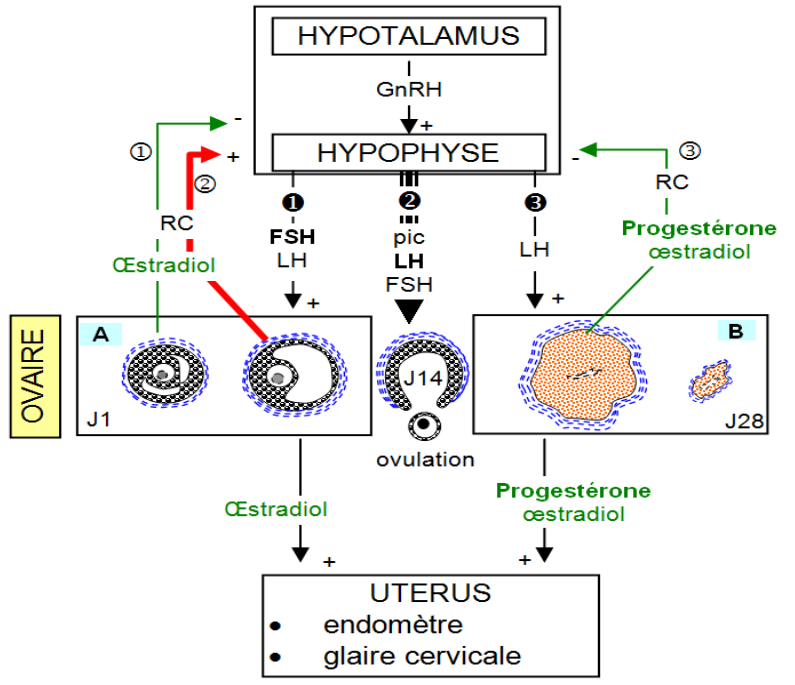 HYPOTALAMUS
GnRH
+
HYPOPHYSE
-
+
-
①
②
③
RC
RC
❶
❷
❸
FSH
LH
pic
LH
FSH
LH
Œstradiol
Progestérone
œstradiol
+
+
OVAIRE
A
J1
J14
ovulation
B
J28
Œstradiol
Progestérone
œstradiol
+
+
UTERUS
• endomètre
• glaire cervicale